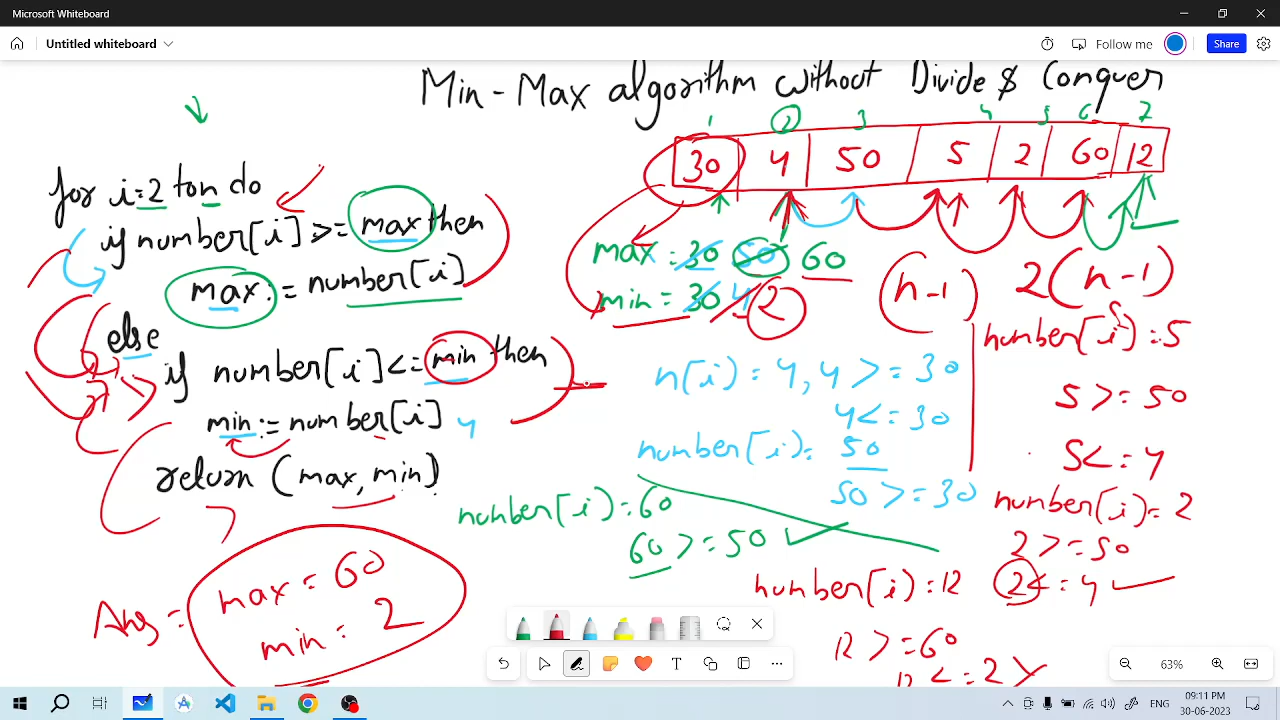 Microsoft Whiteboard
Untitled whiteboard
Follow me
Share
Min-Max algorithm without Divide & Conquer
1 2 3 4 5 6 7
30 4 50 5 2 60 12
for i=2 to n do
if number[i] >= max then
max := number[i]
else
if number[i] <= min then
min := number[i] 4
return (max, min)
Ans = max = 60
min = 2
max = 30 50 60
min = 30 4 2
n-1 2(n-1)
n[i] = 4, 4 >= 30
4 <= 30
number[i] = 50
50 >= 30
number[i] = 60
60 >= 50
number[i] = 5
5 >= 50
5 <= 4
number[i] = 2
2 >= 50
2 <= 4
number[i] = 12
12 >= 60
12 <= 2
63%
ENG
09:11 PM
30-06-2023